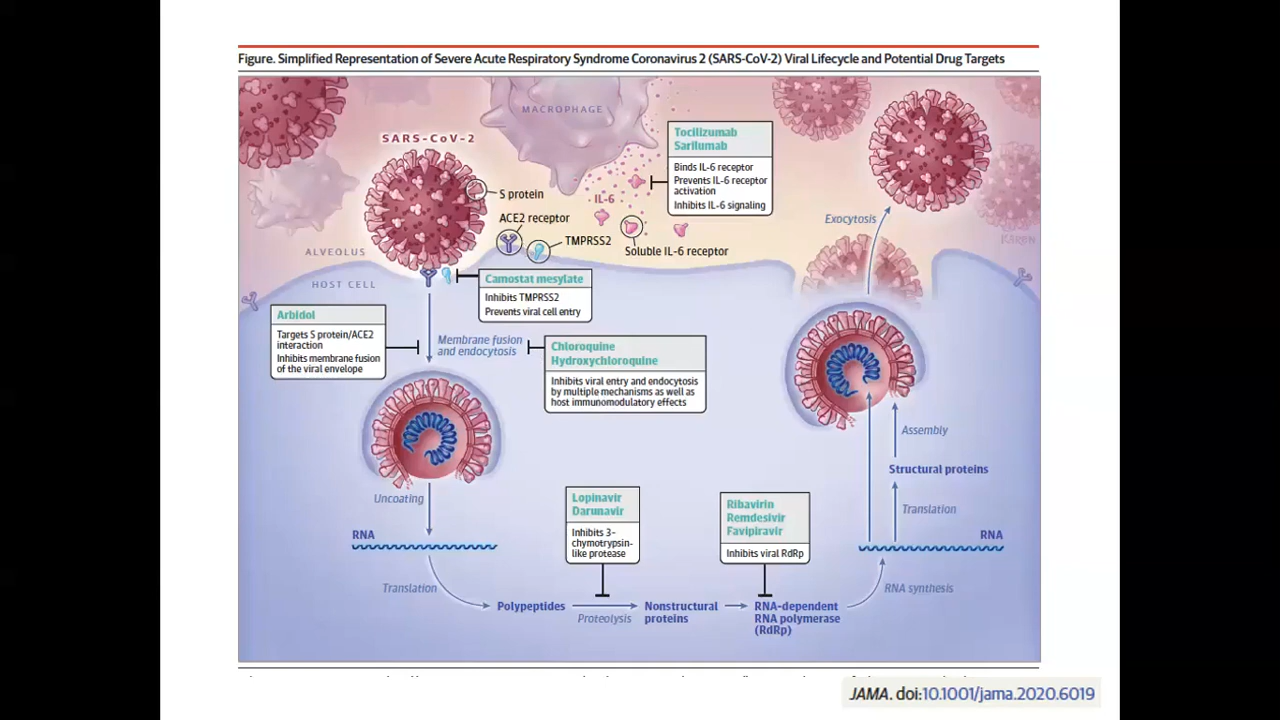 Figure. Simplified Representation of Severe Acute Respiratory Syndrome Coronavirus 2 (SARS-CoV-2) Viral Lifecycle and Potential Drug Targets
MACROPHAGE
SARS-CoV-2
Tocilizumab
Sarilumab
Binds IL-6 receptor
Prevents IL-6 receptor
activation
Inhibits IL-6 signaling
S protein
IL-6
ACE2 receptor
TMPRSS2
Soluble IL-6 receptor
Exocytosis
ALVEOLUS
HOST CELL
Camostat mesylate
Inhibits TMPRSS2
Prevents viral cell entry
Arbidol
Targets S protein/ACE2
interaction
Inhibits membrane fusion
of the viral envelope
Membrane fusion
and endocytosis
Chloroquine
Hydroxychloroquine
Inhibits viral entry and endocytosis
by multiple mechanisms as well as
host immunomodulatory effects
Uncoating
RNA
Translation
Lopinavir
Darunavir
Inhibits 3-
chymotrypsin-
like protease
Polypeptides
Proteolysis
Nonstructural
proteins
Ribavirin
Remdesivir
Favipiravir
Inhibits viral RdRp
RNA-dependent
RNA polymerase
(RdRp)
RNA synthesis
RNA
Translation
Structural proteins
Assembly
JAMA. doi:10.1001/jama.2020.6019